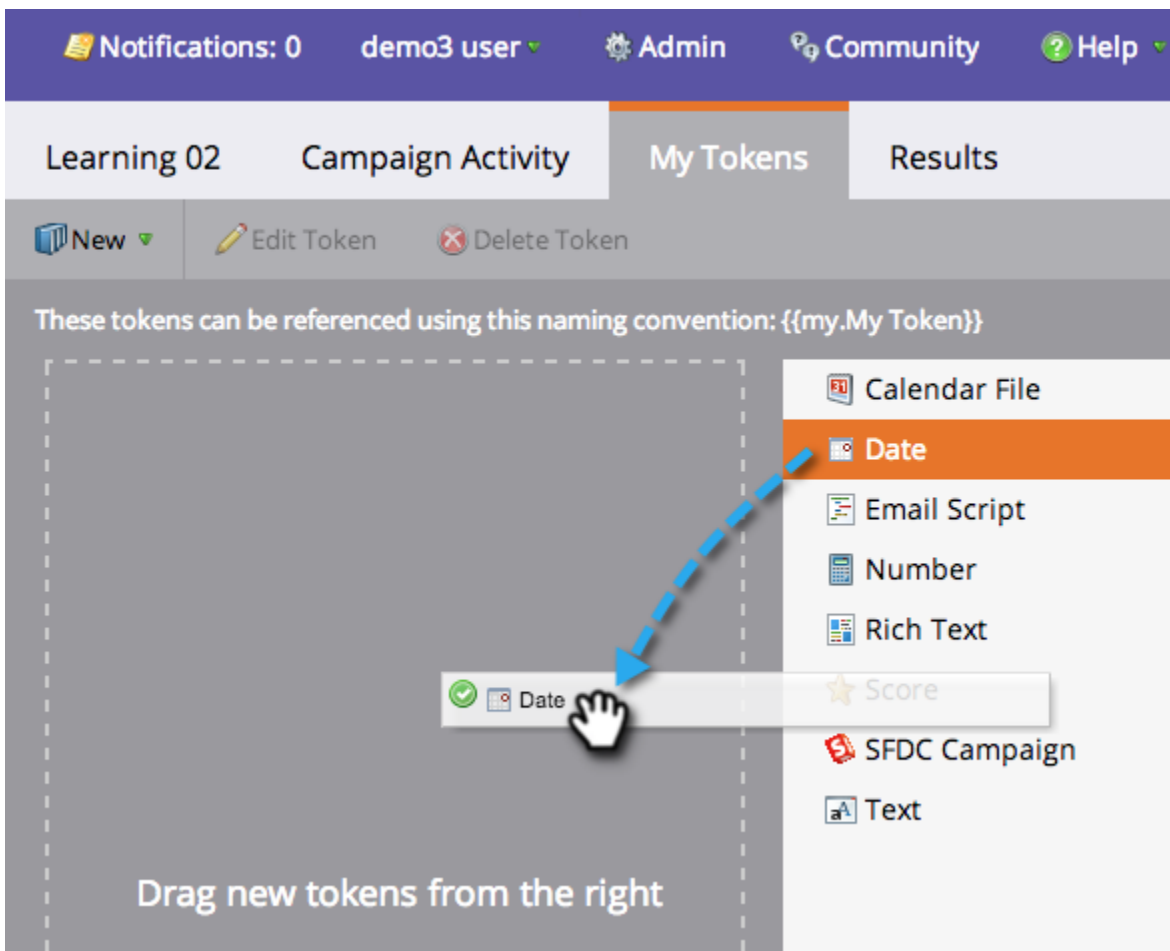 Notifications: 0 demo3 user Admin Community Help
Learning 02 Campaign Activity My Tokens Results
New Edit Token Delete Token
These tokens can be referenced using this naming convention: {{my.My Token}}
Calendar File
Date
Email Script
Number
Rich Text
Date Score
SFDC Campaign
Text
Drag new tokens from the right